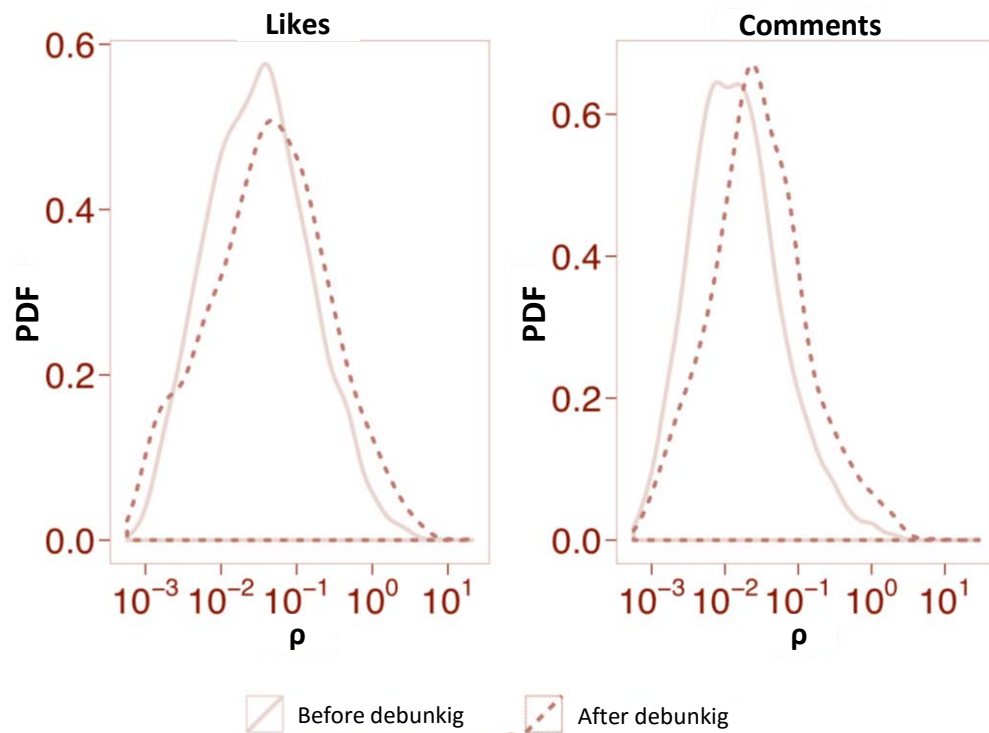 Likes
Comments
0.6
0.4
0.2
0.0
PDF
10⁻³ 10⁻² 10⁻¹ 10⁰ 10¹
ρ
0.6
0.4
0.2
0.0
PDF
10⁻³ 10⁻² 10⁻¹ 10⁰ 10¹
ρ
Before debunkig
After debunkig